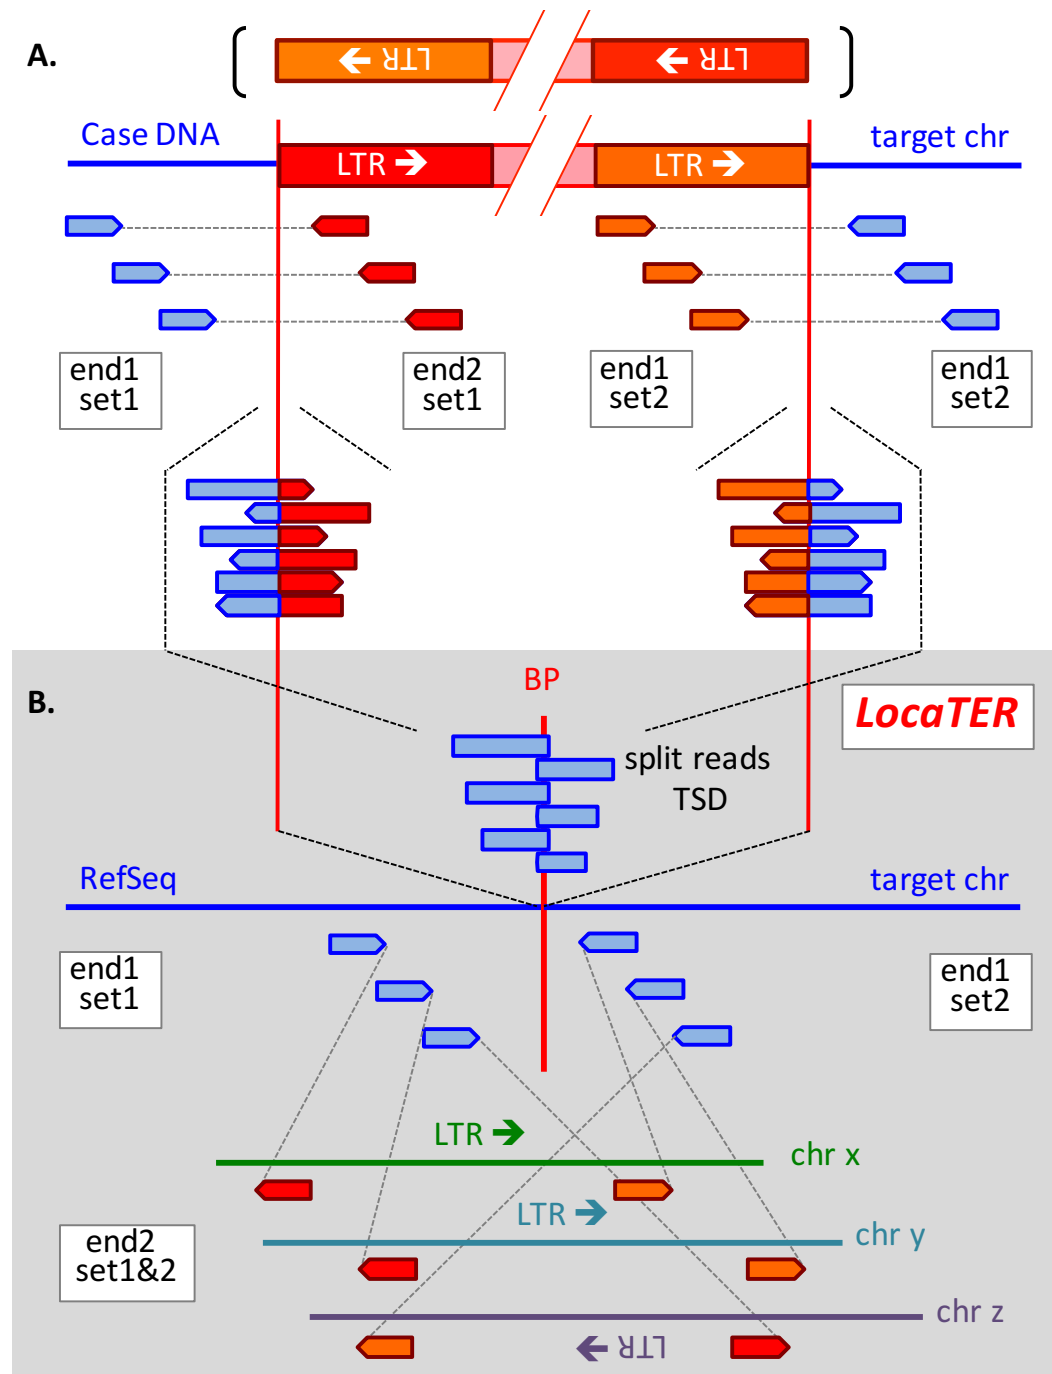 A.
← LTR
← LTR
Case DNA
target chr
LTR →
LTR →
end1
set1
end2
set1
end1
set2
end1
set2
B.
BP
LocaTER
split reads
TSD
RefSeq
target chr
end1
set1
end1
set2
LTR →
chr x
LTR →
chr y
end2
set1&2
chr z
← LTR